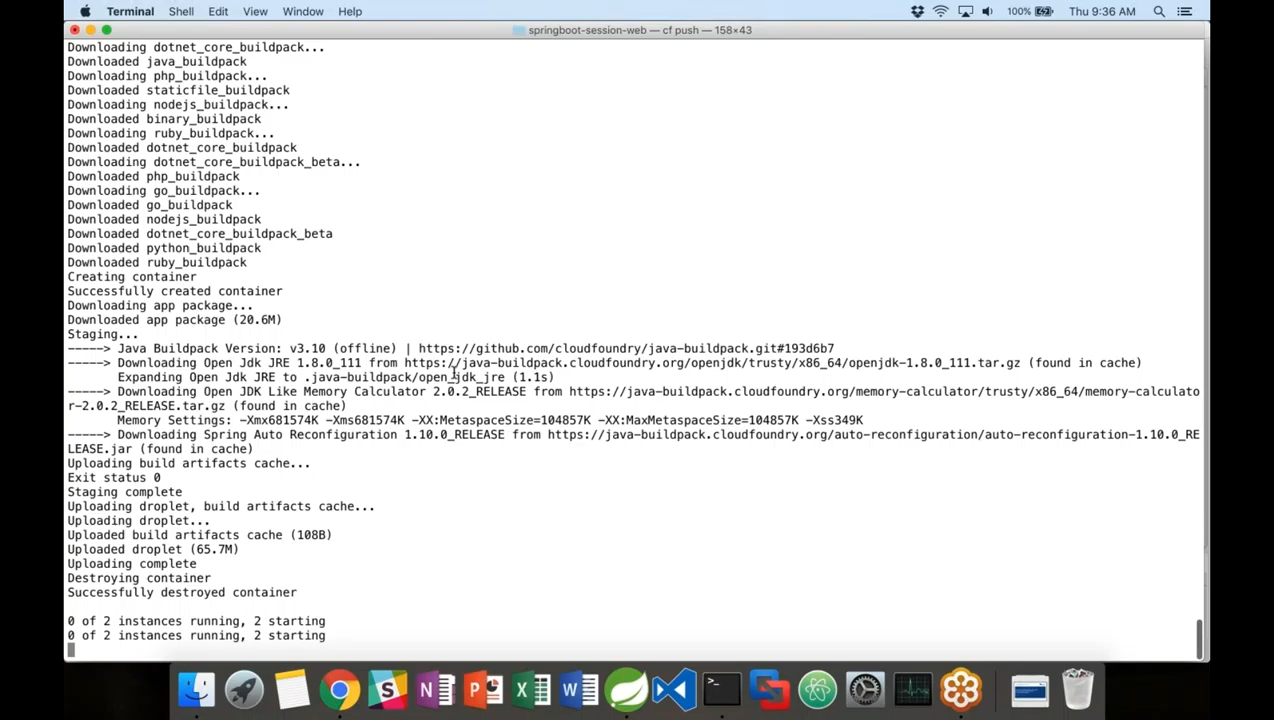 Terminal Shell Edit View Window Help 100% Thu 9:36 AM
springboot-session-web — cf push — 158×43
Downloading dotnet_core_buildpack...
Downloaded java_buildpack
Downloading php_buildpack...
Downloaded staticfile_buildpack
Downloading nodejs_buildpack...
Downloaded binary_buildpack
Downloading ruby_buildpack...
Downloaded dotnet_core_buildpack
Downloading dotnet_core_buildpack_beta...
Downloaded php_buildpack
Downloading go_buildpack...
Downloaded go_buildpack
Downloaded nodejs_buildpack
Downloaded dotnet_core_buildpack_beta
Downloaded python_buildpack
Downloaded ruby_buildpack
Creating container
Successfully created container
Downloading app package...
Downloaded app package (20.6M)
Staging...
-----> Java Buildpack Version: v3.10 (offline) | https://github.com/cloudfoundry/java-buildpack.git#193d6b7
-----> Downloading Open Jdk JRE 1.8.0_111 from https://java-buildpack.cloudfoundry.org/openjdk/trusty/x86_64/openjdk-1.8.0_111.tar.gz (found in cache)
Expanding Open Jdk JRE to .java-buildpack/open_jdk_jre (1.1s)
-----> Downloading Open JDK Like Memory Calculator 2.0.2_RELEASE from https://java-buildpack.cloudfoundry.org/memory-calculator/trusty/x86_64/memory-calculato
r-2.0.2_RELEASE.tar.gz (found in cache)
Memory Settings: -Xmx681574K -Xms681574K -XX:MetaspaceSize=104857K -XX:MaxMetaspaceSize=104857K -Xss349K
-----> Downloading Spring Auto Reconfiguration 1.10.0_RELEASE from https://java-buildpack.cloudfoundry.org/auto-reconfiguration/auto-reconfiguration-1.10.0_RE
LEASE.jar (found in cache)
Uploading build artifacts cache...
Exit status 0
Staging complete
Uploading droplet, build artifacts cache...
Uploading droplet...
Uploaded build artifacts cache (108B)
Uploaded droplet (65.7M)
Uploading complete
Destroying container
Successfully destroyed container
0 of 2 instances running, 2 starting
0 of 2 instances running, 2 starting